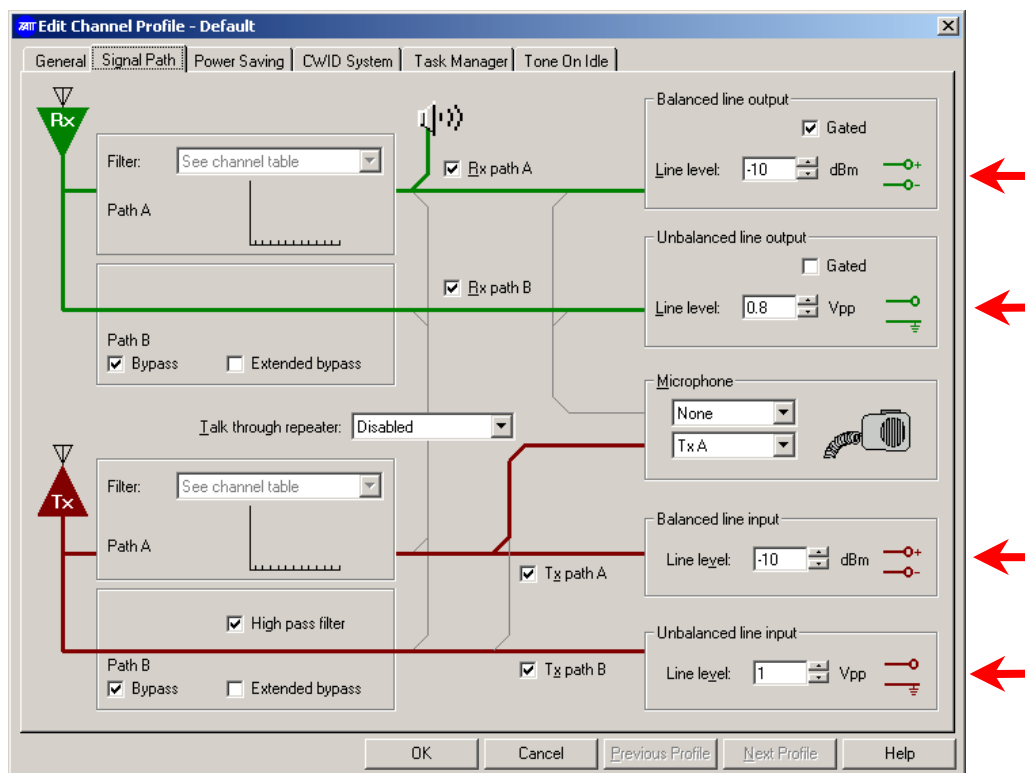 TAIT Edit Channel Profile - Default
General Signal Path Power Saving CWID System Task Manager Tone On Idle
Rx
Filter: See channel table
Path A
Rx path A
Balanced line output
Gated
Line level: -10 dBm
+
-
Rx path B
Path B
Bypass Extended bypass
Unbalanced line output
Gated
Line level: 0.8 Vpp
Talk through repeater: Disabled
Microphone
None
Tx A
Tx
Filter: See channel table
Path A
Tx path A
Balanced line input
Line level: -10 dBm
+
-
High pass filter
Path B
Bypass Extended bypass
Tx path B
Unbalanced line input
Line level: 1 Vpp
OK Cancel Previous Profile Next Profile Help